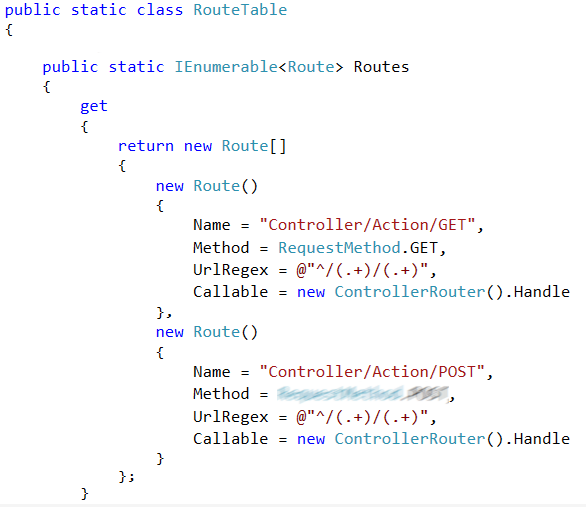 public static class RouteTable
{
public static IEnumerable<Route> Routes
{
get
{
return new Route[]
{
new Route()
{
Name = "Controller/Action/GET",
Method = RequestMethod.GET,
UrlRegex = @"^/(.+)/(.+)",
Callable = new ControllerRouter().Handle
},
new Route()
{
Name = "Controller/Action/POST",
Method = ,
UrlRegex = @"^/(.+)/(.+)",
Callable = new ControllerRouter().Handle
}
};
}